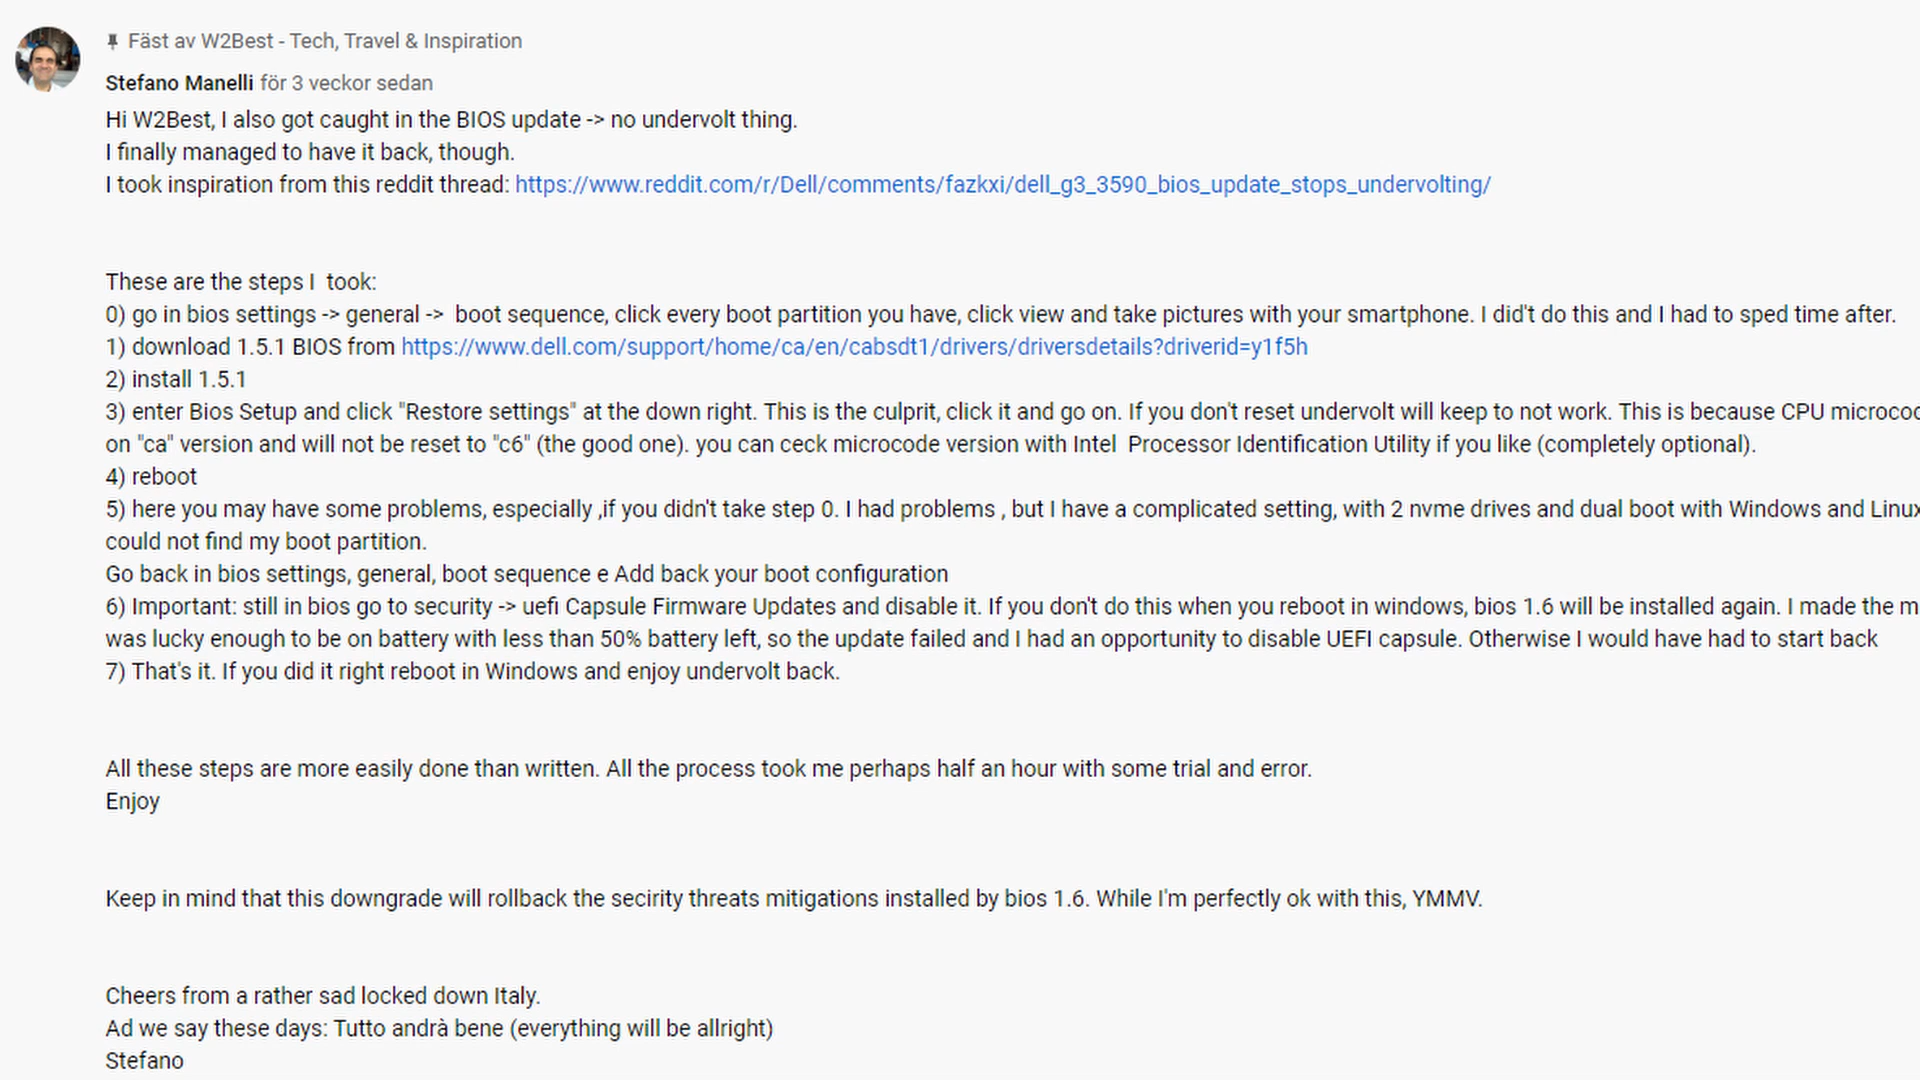 Fäst av W2Best - Tech, Travel & Inspiration
Stefano Manelli för 3 veckor sedan
Hi W2Best, I also got caught in the BIOS update -> no undervolt thing.
I finally managed to have it back, though.
I took inspiration from this reddit thread: https://www.reddit.com/r/Dell/comments/fazkxi/dell_g3_3590_bios_update_stops_undervolting/
These are the steps I  took:
0) go in bios settings -> general ->  boot sequence, click every boot partition you have, click view and take pictures with your smartphone. I did't do this and I had to sped time after.
1) download 1.5.1 BIOS from https://www.dell.com/support/home/ca/en/cabsdt1/drivers/driversdetails?driverid=y1f5h
2) install 1.5.1
3) enter Bios Setup and click "Restore settings" at the down right. This is the culprit, click it and go on. If you don't reset undervolt will keep to not work. This is because CPU
on "ca" version and will not be reset to "c6" (the good one). you can ceck microcode version with Intel  Processor Identification Utility if you like (completely optional).
4) reboot
5) here you may have some problems, especially ,if you didn't take step 0. I had problems , but I have a complicated setting, with 2 nvme drives and dual boot with Windows and Linux
could not find my boot partition.
Go back in bios settings, general, boot sequence e Add back your boot configuration
6) Important: still in bios go to security -> uefi Capsule Firmware Updates and disable it. If you don't do this when you reboot in windows, bios 1.6 will be installed again. I made the
was lucky enough to be on battery with less than 50% battery left, so the update failed and I had an opportunity to disable UEFI capsule. Otherwise I would have had to start back
7) That's it. If you did it right reboot in Windows and enjoy undervolt back.
All these steps are more easily done than written. All the process took me perhaps half an hour with some trial and error.
Enjoy
Keep in mind that this downgrade will rollback the secirity threats mitigations installed by bios 1.6. While I'm perfectly ok with this, YMMV.
Cheers from a rather sad locked down Italy.
Ad we say these days: Tutto andrà bene (everything will be allright)
Stefano